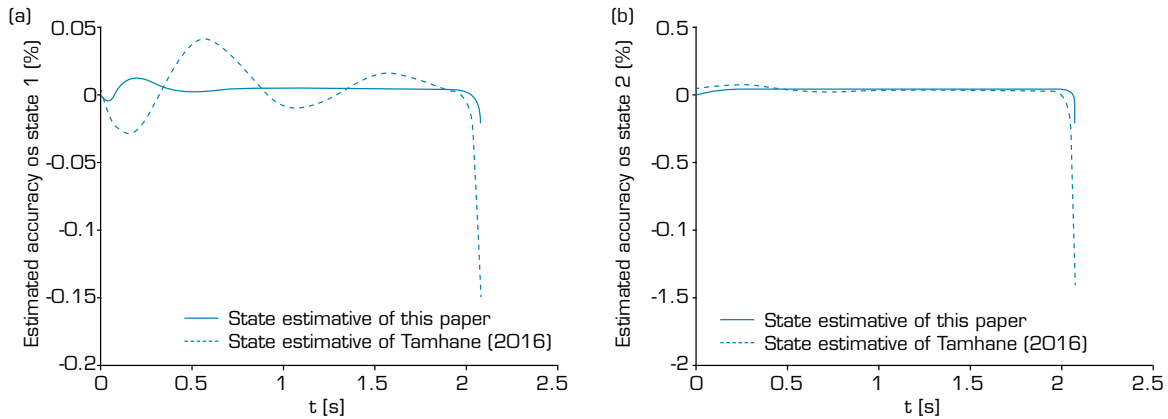 (a)
Estimated accuracy os state 1 (%)
0.05
0
-0.05
-0.1
-0.15
-0.2
0
0.5
1
1.5
2
2.5
t [s]
State estimative of this paper
State estimative of Tamhane (2016)
(b)
Estimated accuracy os state 2 (%)
0.5
0
-0.5
-0.1
-1.5
-2
0
0.5
1
1.5
2
2.5
t [s]
State estimative of this paper
State estimative of Tamhane (2016)